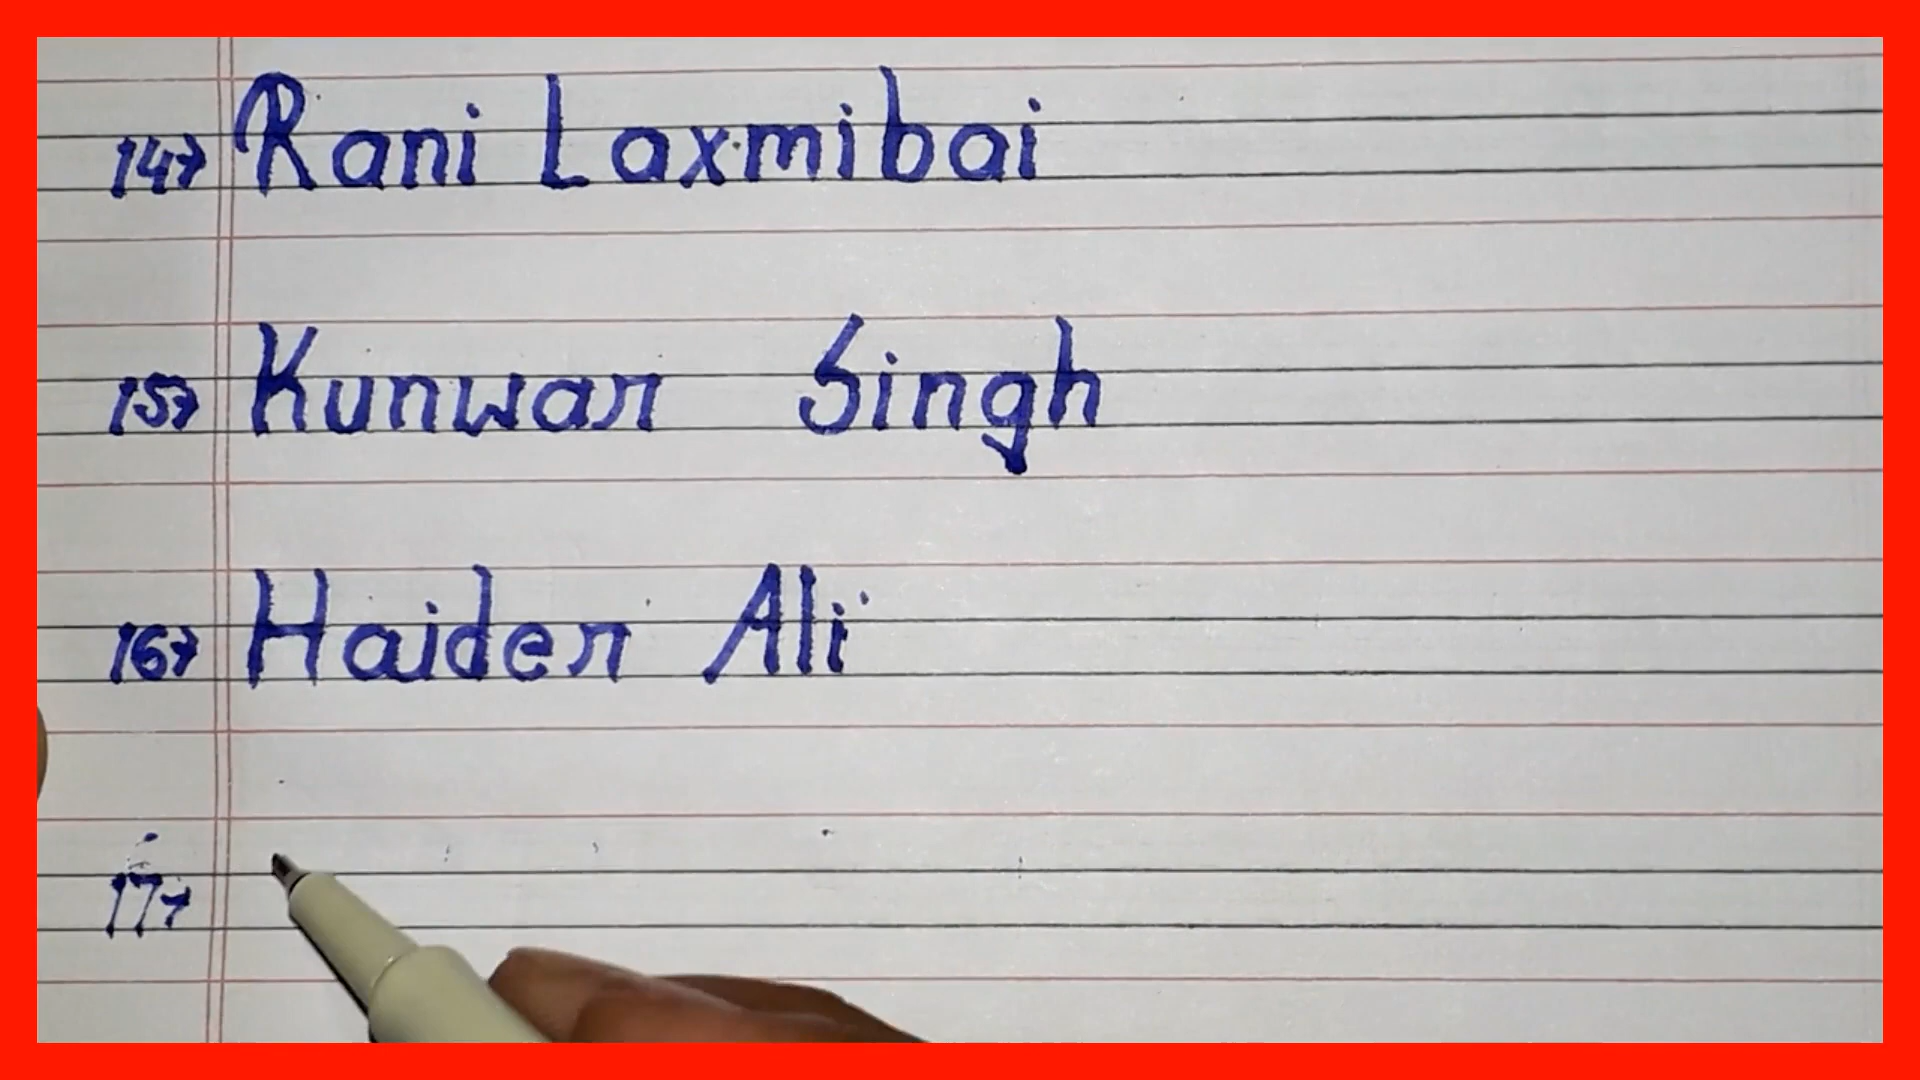 14→ Rani Laxmibai
15→ Kunwar Singh
16→ Haider Ali
17→